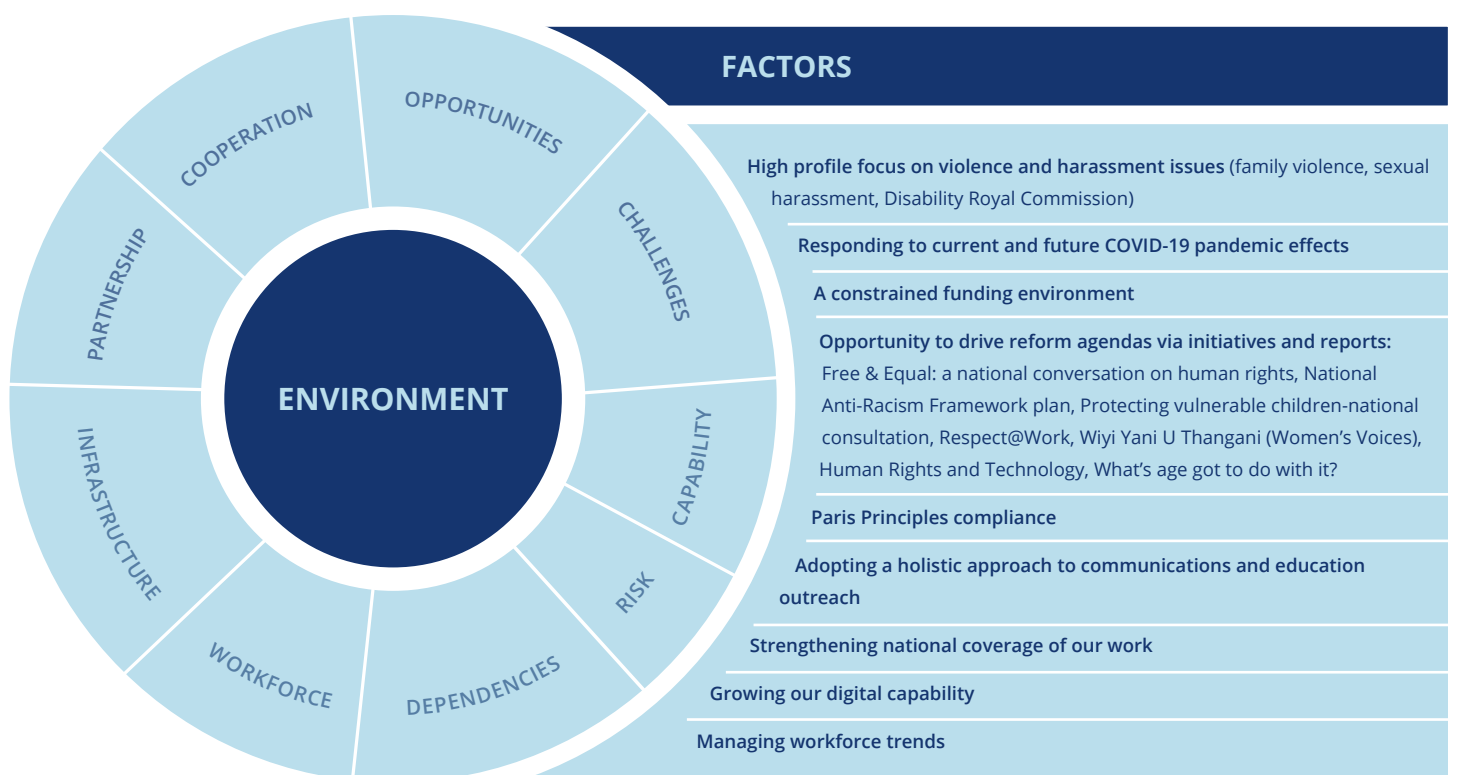 FACTORS
OPPORTUNITIES
CHALLENGES
CAPABILITY
RISK
DEPENDENCIES
WORKFORCE
INFRASTRUCTURE
PARTNERSHIP
COOPERATION
ENVIRONMENT
High profile focus on violence and harassment issues (family violence, sexual
harassment, Disability Royal Commission)
Responding to current and future COVID-19 pandemic effects
A constrained funding environment
Opportunity to drive reform agendas via initiatives and reports:
Free & Equal: a national conversation on human rights, National
Anti-Racism Framework plan, Protecting vulnerable children-national
consultation, Respect@Work, Wiyi Yani U Thangani (Women’s Voices),
Human Rights and Technology, What’s age got to do with it?
Paris Principles compliance
Adopting a holistic approach to communications and education
outreach
Strengthening national coverage of our work
Growing our digital capability
Managing workforce trends